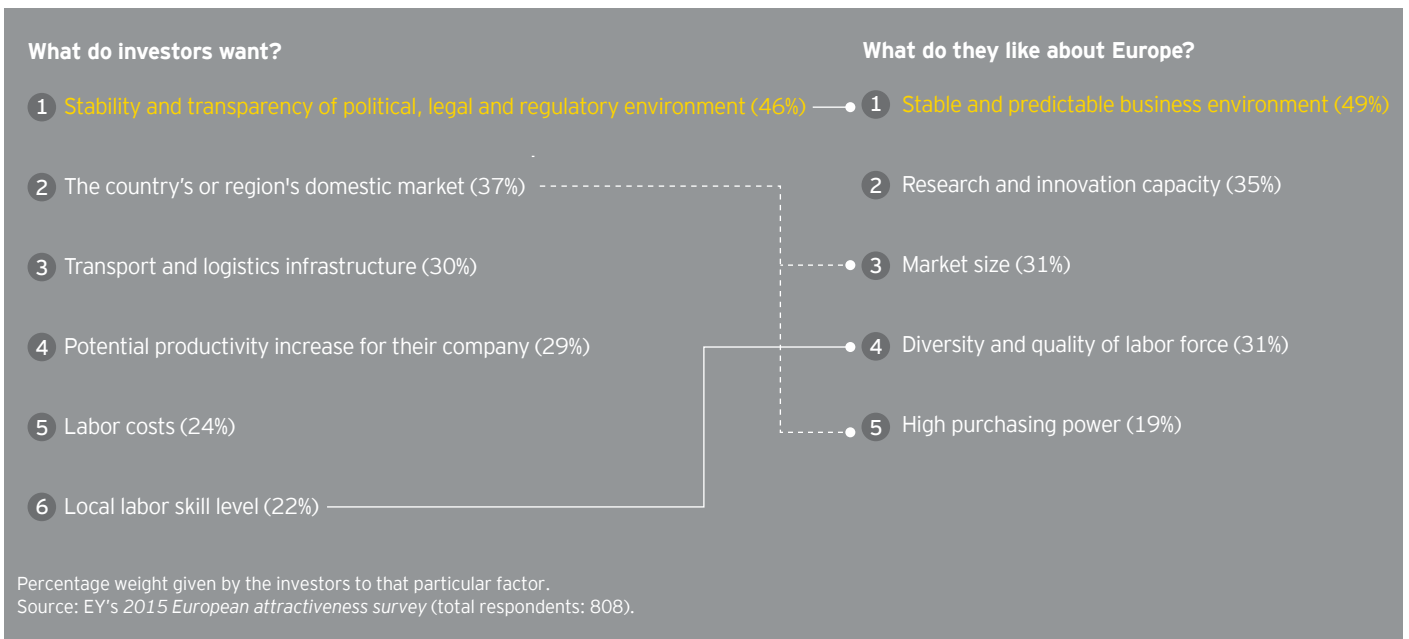 What do investors want?
1 Stability and transparency of political, legal and regulatory environment (46%)
2 The country’s or region's domestic market (37%)
3 Transport and logistics infrastructure (30%)
4 Potential productivity increase for their company (29%)
5 Labor costs (24%)
6 Local labor skill level (22%)
What do they like about Europe?
1 Stable and predictable business environment (49%)
2 Research and innovation capacity (35%)
3 Market size (31%)
4 Diversity and quality of labor force (31%)
5 High purchasing power (19%)
Percentage weight given by the investors to that particular factor.
Source: EY’s 2015 European attractiveness survey (total respondents: 808).